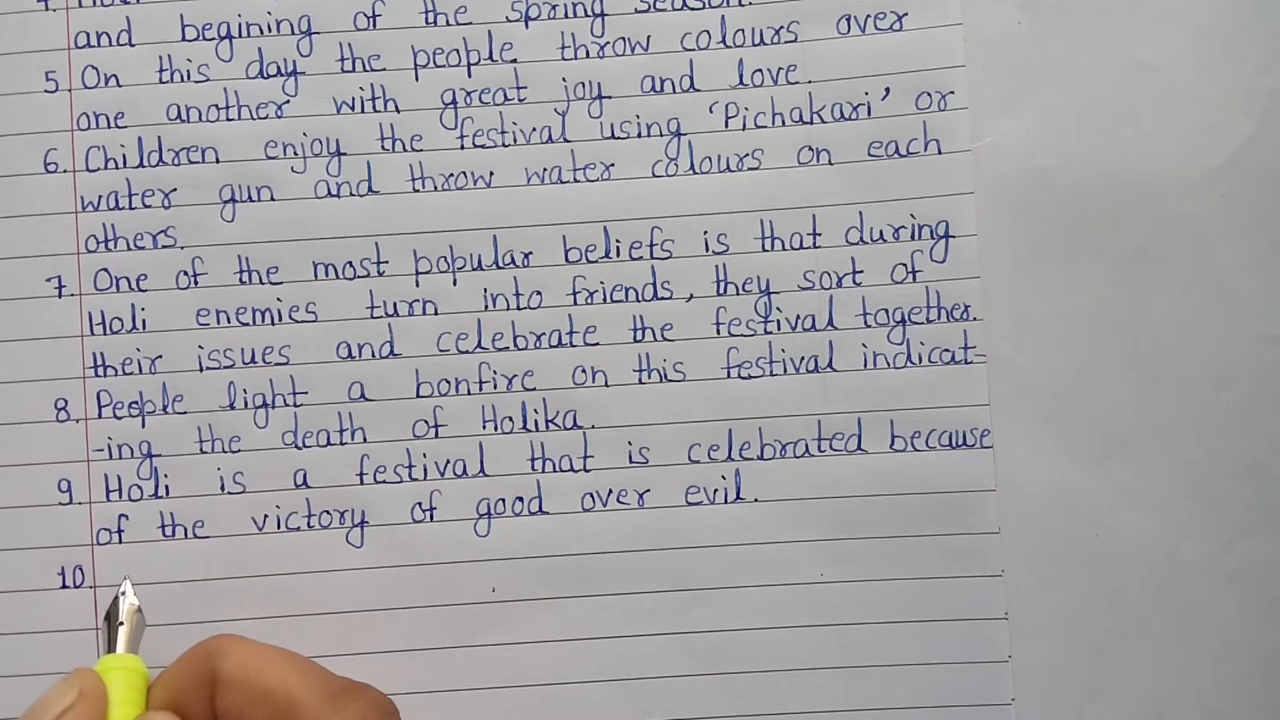 4. Holi
of the spring season.
and begining
5. On this day the people throw colours over
one another with great joy and love.
6. Children enjoy the festival using 'Pichakari' or
water gun and throw water colours on each
others.
7. One of the most popular beliefs is that during
Holi enemies turn into friends, they sort of
their issues and celebrate the festival together.
8. People light a bonfire on this festival indicat-
-ing the death of Holika.
9. Holi is a festival that is celebrated because
of the victory of good over evil.
10.